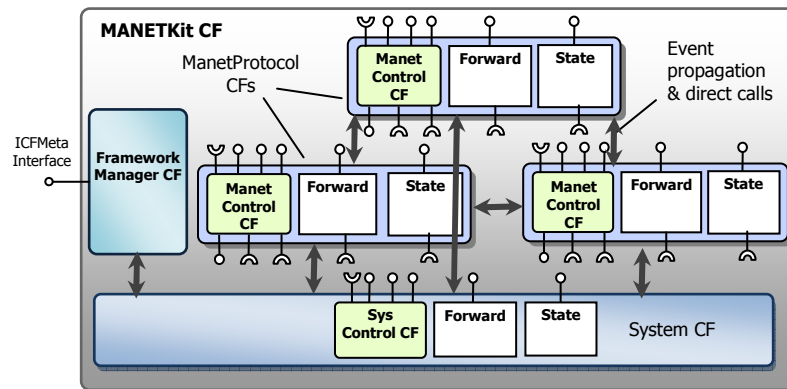 MANETKit CF
ManetProtocol
CFs
Manet
Control
CF
Forward
State
Event
propagation
& direct calls
ICFMeta
Interface
Framework
Manager CF
Manet
Control
CF
Forward
State
Manet
Control
CF
Forward
State
Sys
Control CF
Forward
State
System CF